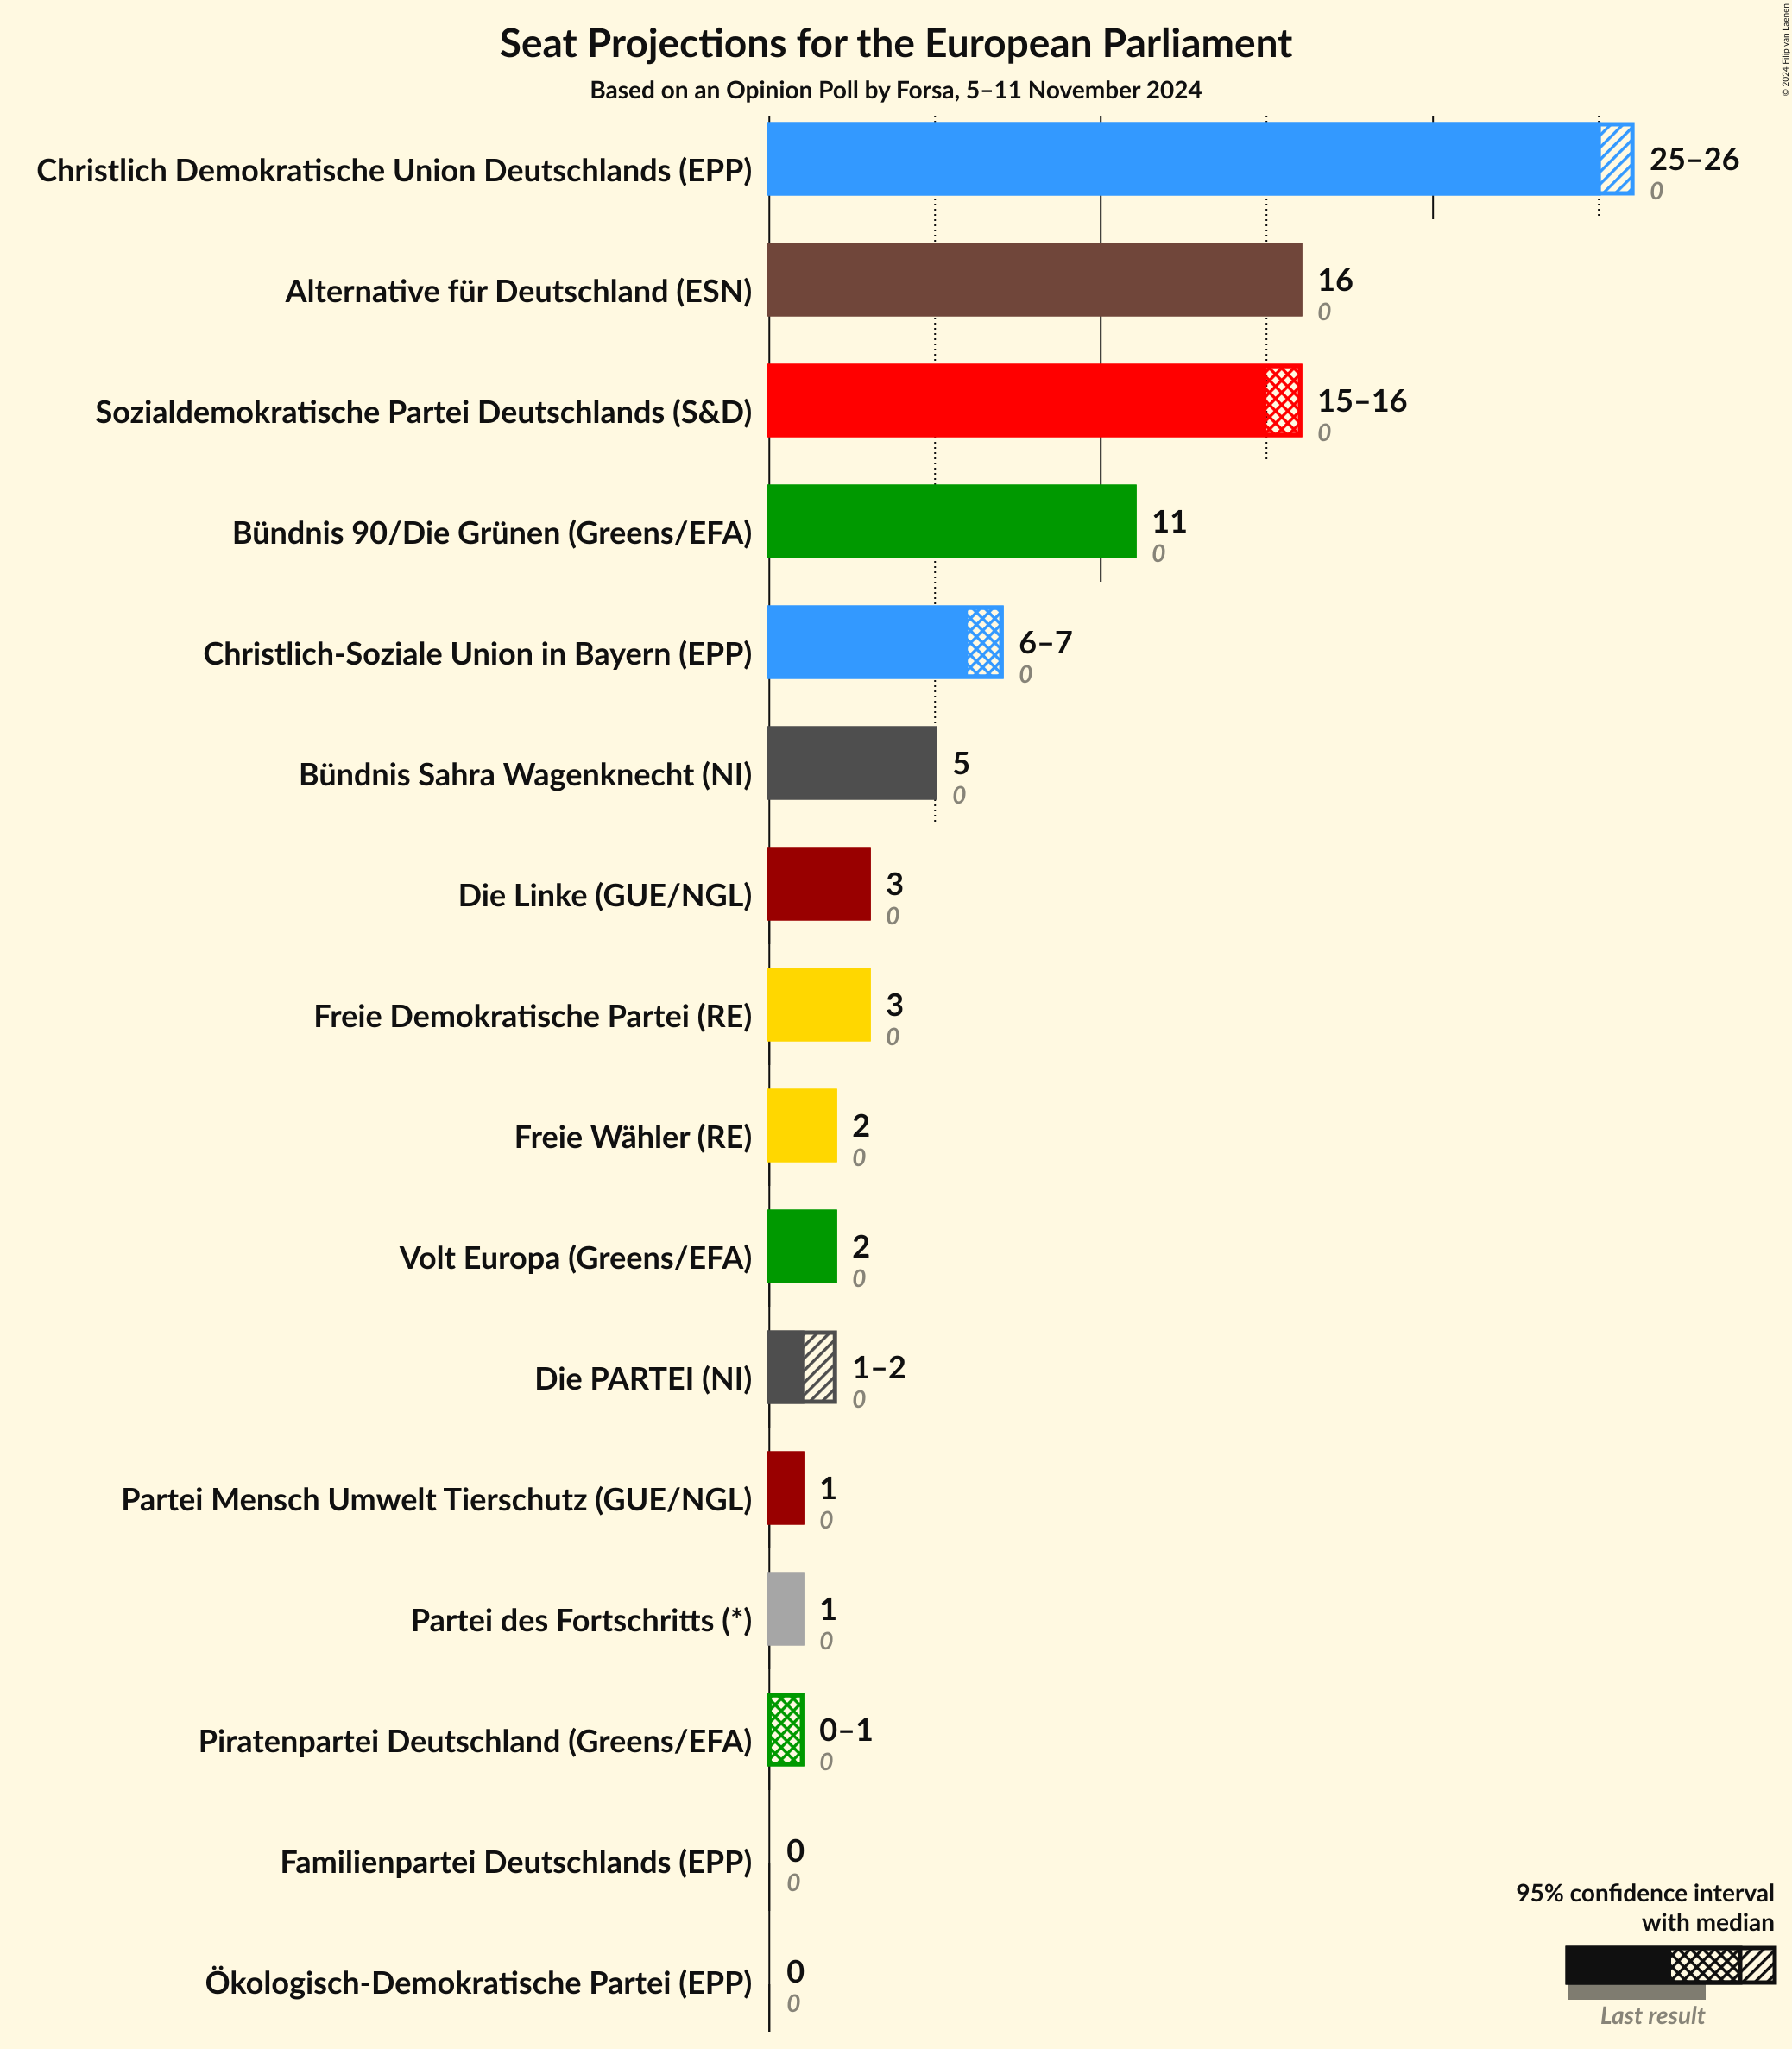 Seat Projections for the European Parliament
Based on an Opinion Poll by Forsa, 5–11 November 2024
© 2024 Filip van Laenen
Christlich Demokratische Union Deutschlands (EPP)
25–26
0
Alternative für Deutschland (ESN)
16
0
Sozialdemokratische Partei Deutschlands (S&D)
15–16
0
Bündnis 90/Die Grünen (Greens/EFA)
11
0
Christlich-Soziale Union in Bayern (EPP)
6–7
0
Bündnis Sahra Wagenknecht (NI)
5
0
Die Linke (GUE/NGL)
3
0
Freie Demokratische Partei (RE)
3
0
Freie Wähler (RE)
2
0
Volt Europa (Greens/EFA)
2
0
Die PARTEI (NI)
1–2
0
Partei Mensch Umwelt Tierschutz (GUE/NGL)
1
0
Partei des Fortschritts (*)
1
0
Piratenpartei Deutschland (Greens/EFA)
0–1
0
Familienpartei Deutschlands (EPP)
0
0
Ökologisch-Demokratische Partei (EPP)
0
0
95% confidence interval
with median
Last result